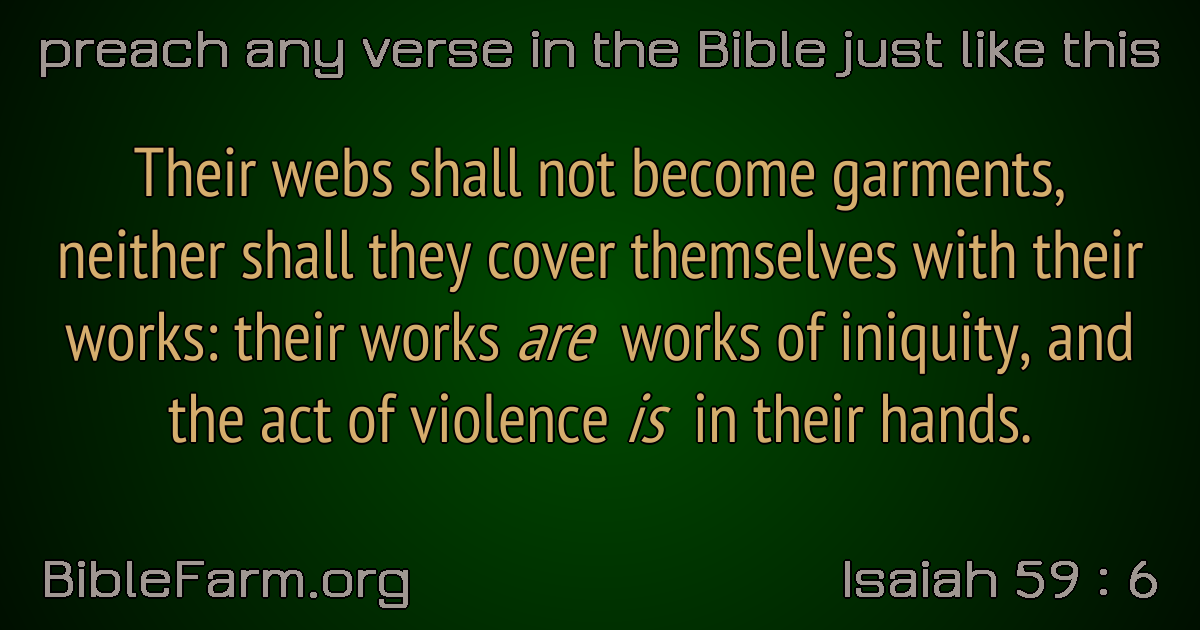 preach any verse in the Bible just like this
Their webs shall not become garments,
neither shall they cover themselves with their
works: their works are works of iniquity, and
the act of violence is in their hands.
BibleFarm.org
Isaiah 59 : 6